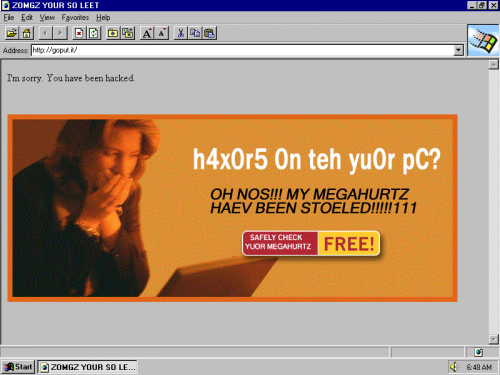 ZOMGZ YOUR SO LEET
File Edit View Favorites Help
Address: http://goput.it/
I'm sorry. You have been hacked.
h4x0r5 0n teh yu0r pC?
OH NOS!!! MY MEGAHURTZ
HAEV BEEN STOELED!!!!!111
SAFELY CHECK
YUOR MEGAHURTZ
FREE!
Start ZOMGZ YOUR SO LE... 6:48 AM